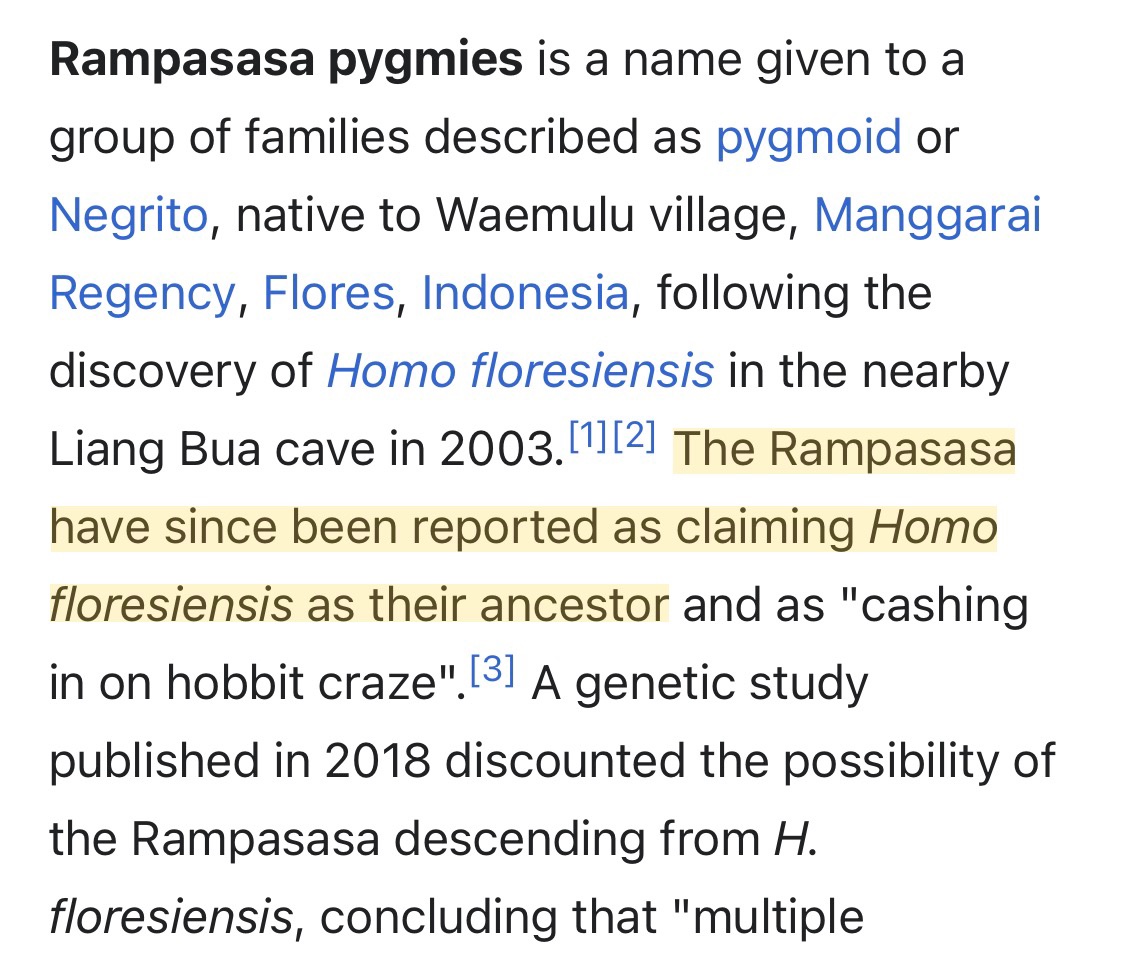 Rampasasa pygmies is a name given to a
group of families described as pygmoid or
Negrito, native to Waemulu village, Manggarai
Regency, Flores, Indonesia, following the
discovery of Homo floresiensis in the nearby
Liang Bua cave in 2003.[1][2] The Rampasasa
have since been reported as claiming Homo
floresiensis as their ancestor and as "cashing
in on hobbit craze".[3] A genetic study
published in 2018 discounted the possibility of
the Rampasasa descending from H.
floresiensis, concluding that "multiple